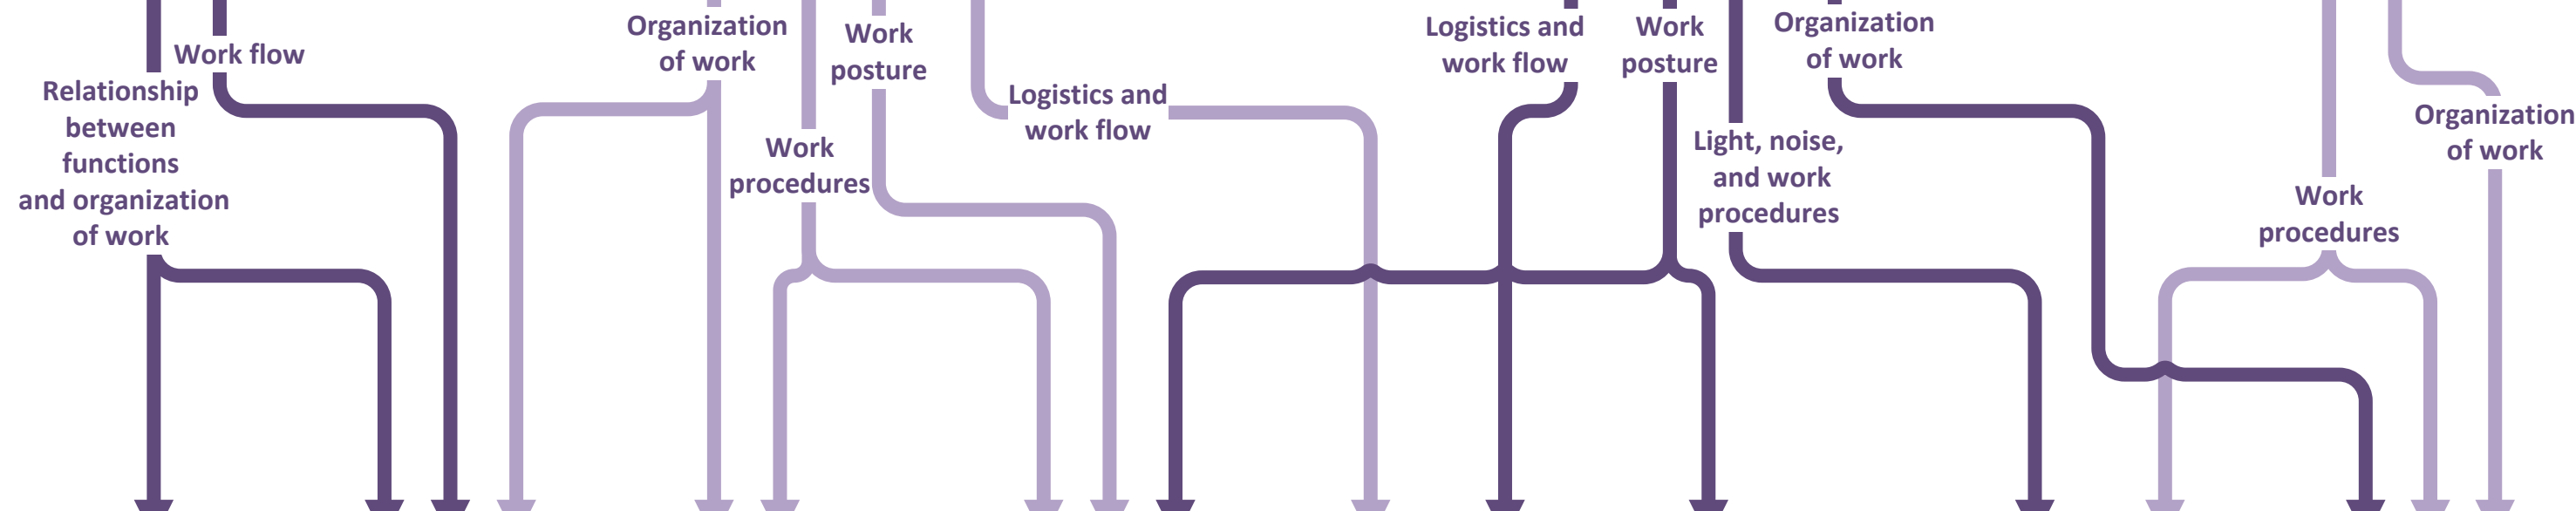 Work flow
Relationship
between
functions
and organization
of work
Organization
of work
Work
procedures
Work
posture
Logistics and
work flow
Logistics and
work flow
Work
posture
Light, noise,
and work
procedures
Organization
of work
Work
procedures
Organization
of work